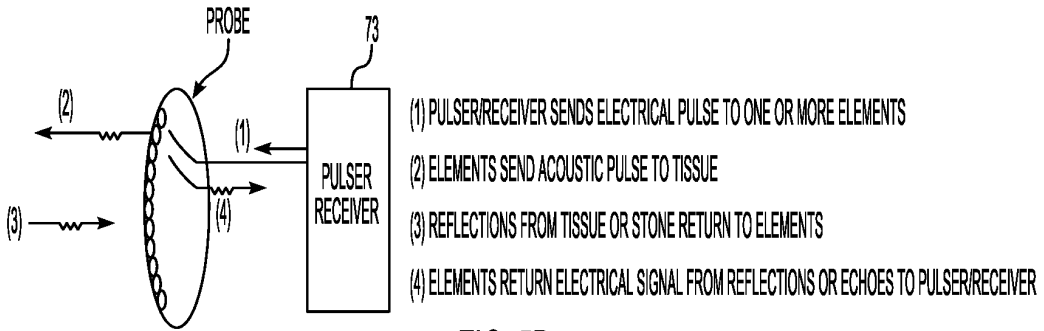 PROBE
73
(2)
(1)
(3)
(4)
PULSER
RECEIVER
(1) PULSER/RECEIVER SENDS ELECTRICAL PULSE TO ONE OR MORE ELEMENTS
(2) ELEMENTS SEND ACOUSTIC PULSE TO TISSUE
(3) REFLECTIONS FROM TISSUE OR STONE RETURN TO ELEMENTS
(4) ELEMENTS RETURN ELECTRICAL SIGNAL FROM REFLECTIONS OR ECHOES TO PULSER/RECEIVER